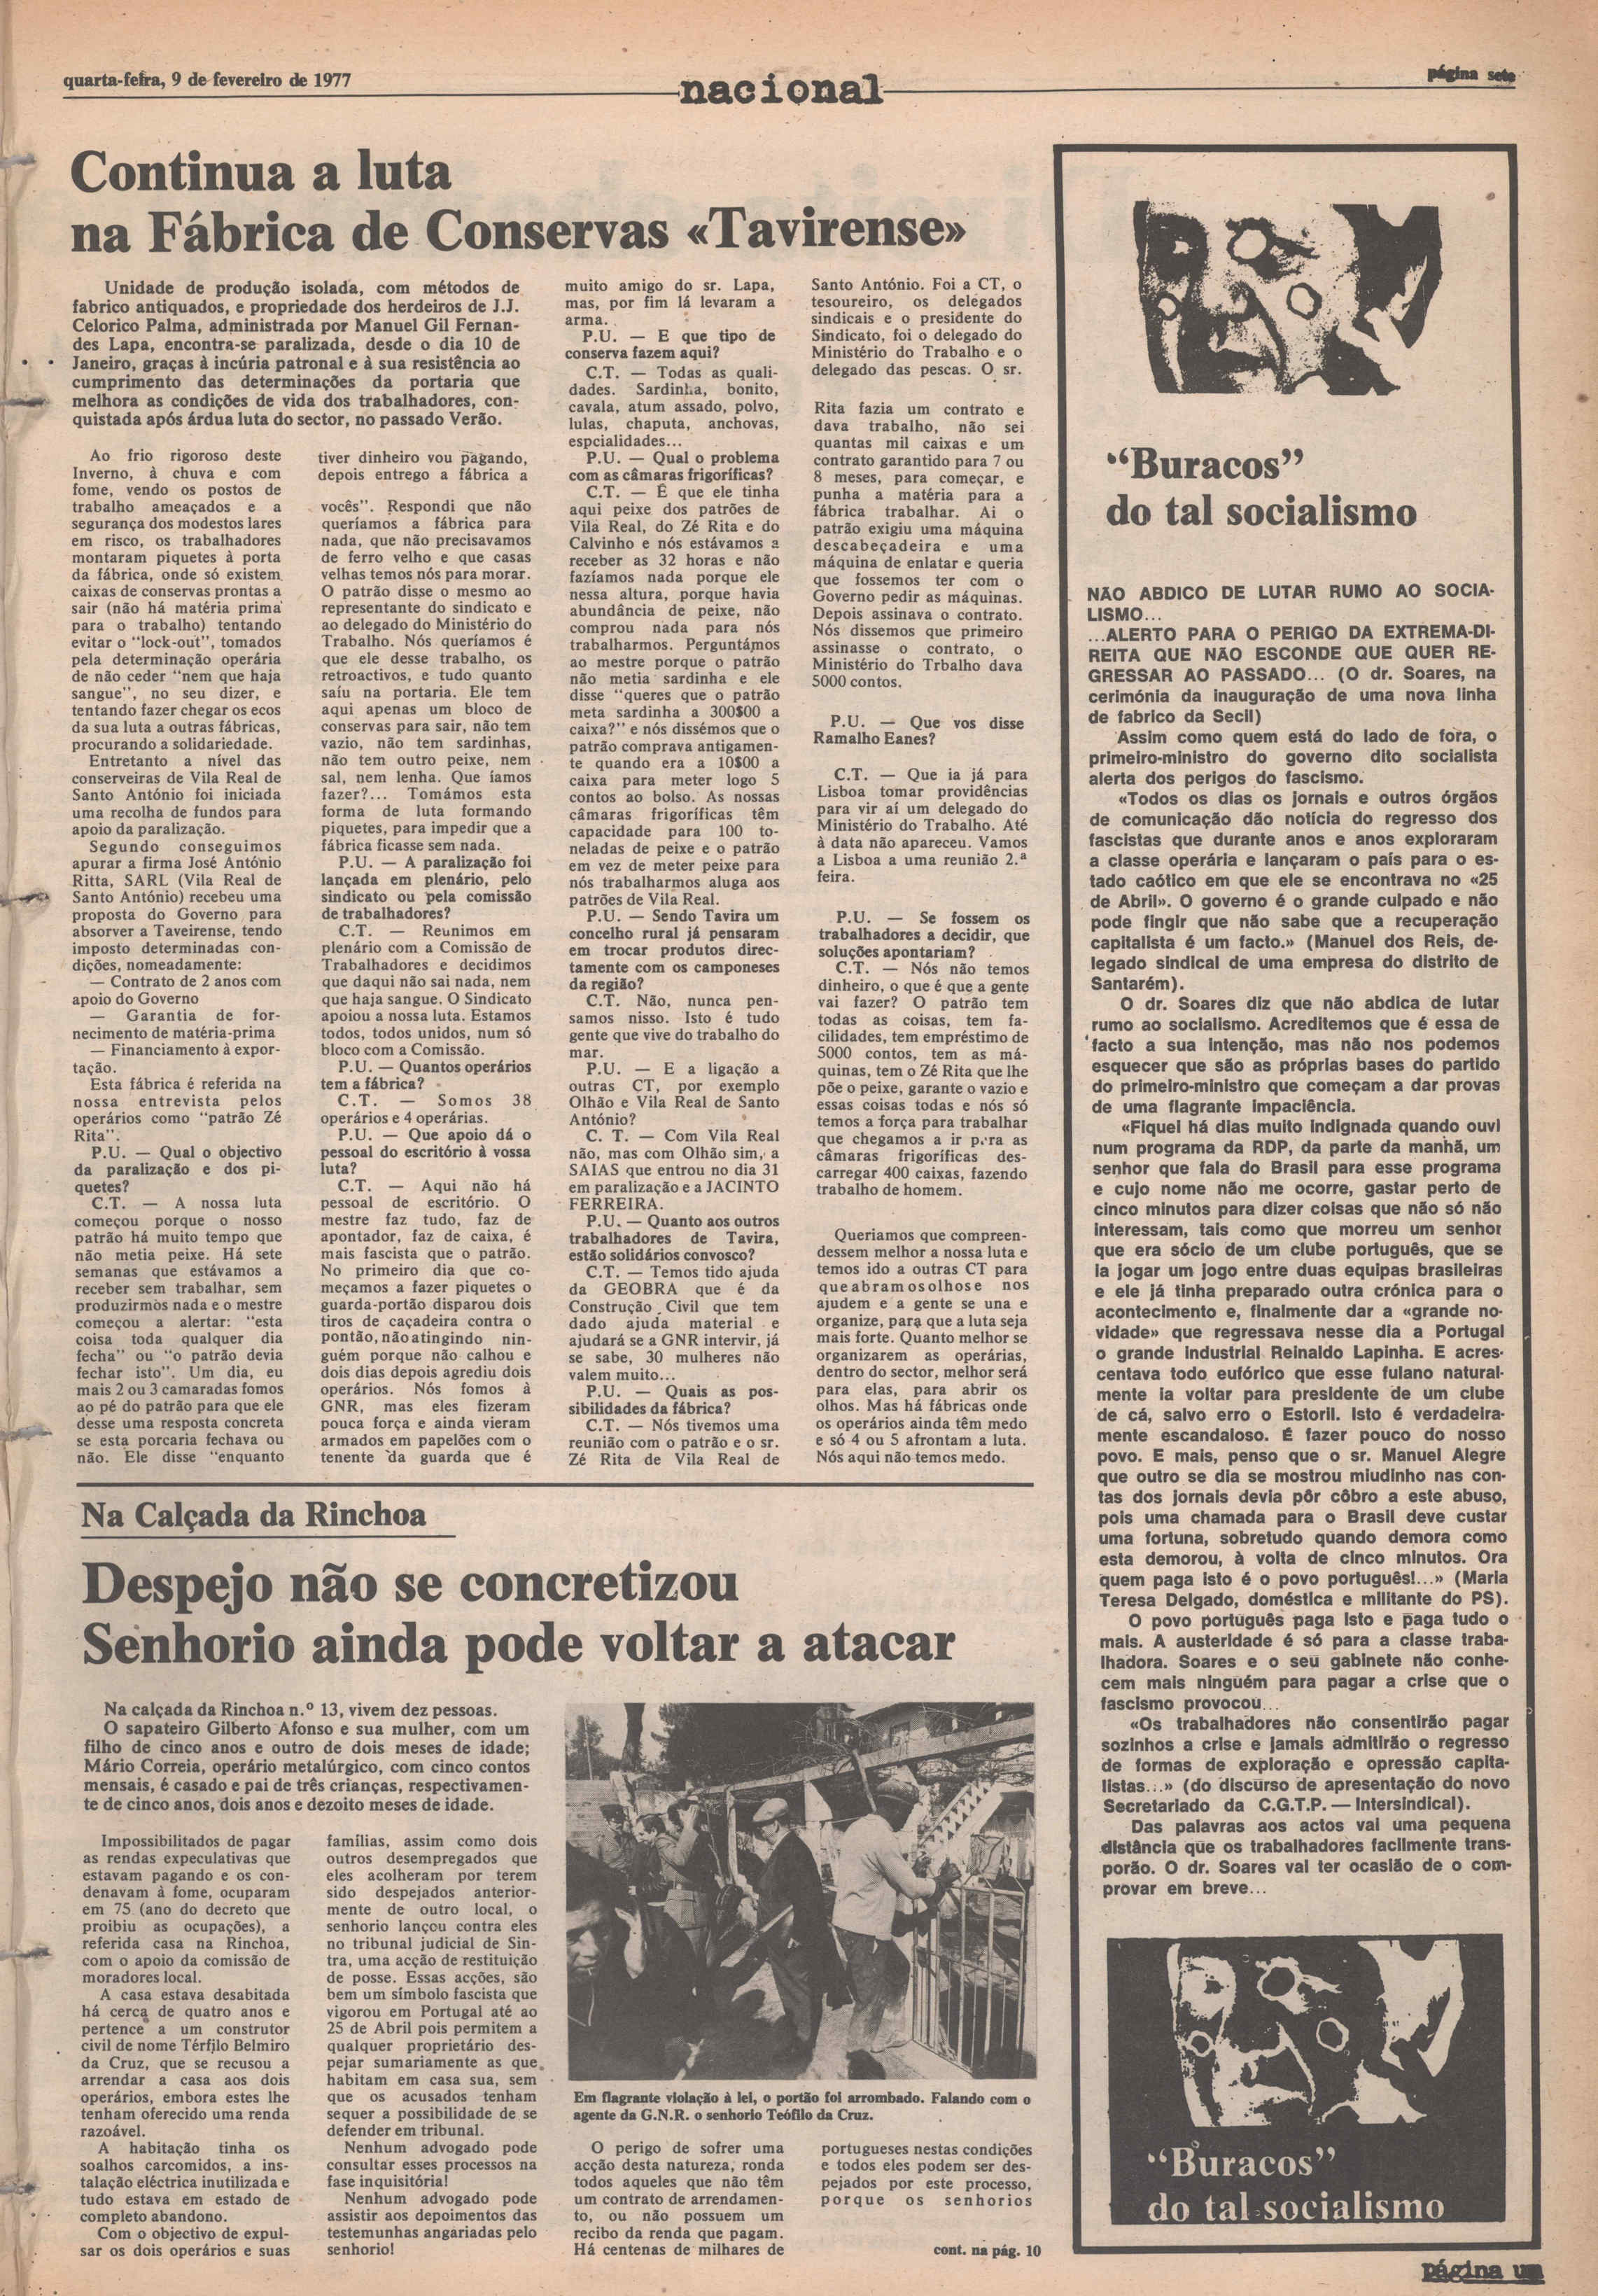 quarta-feira, 9 de fevereiro de 1977
nacional
página sete
Continua a luta
na Fábrica de Conservas «Tavirense»
Unidade de produção isolada, com métodos de
fabrico antiquados, e propriedade dos herdeiros de J.J.
Celorico Palma, administrada por Manuel Gil Fernan-
des Lapa, encontra-se paralizada, desde o dia 10 de
Janeiro, graças à incúria patronal e à sua resistência ao
cumprimento das determinações da portaria que
melhora as condições de vida dos trabalhadores, con-
quistada após árdua luta do sector, no passado Verão.
Ao frio rigoroso deste
Inverno, à chuva e com
fome, vendo os postos de
trabalho ameaçados e a
segurança dos modestos lares
em risco, os trabalhadores
montaram piquetes à porta
da fábrica, onde só existem
caixas de conservas prontas a
sair (não há matéria prima
para o trabalho) tentando
evitar o "lock-out", tomados
pela determinação operária
de não ceder "nem que haja
sangue", no seu dizer, e
tentando fazer chegar os ecos
da sua luta a outras fábricas,
procurando a solidariedade.
Entretanto a nível das
conserveiras de Vila Real de
Santo António foi iniciada
uma recolha de fundos para
apoio da paralização.
Segundo conseguimos
apurar a firma José António
Ritta, SARL (Vila Real de
Santo António) recebeu uma
proposta do Governo para
absorver a Taveirense, tendo
imposto determinadas con-
dições, nomeadamente:
— Contrato de 2 anos com
apoio do Governo
— Garantia de for-
necimento de matéria-prima
— Financiamento à expor-
tação.
Esta fábrica é referida na
nossa entrevista pelos
operários como "patrão Zé
Rita".
P.U. — Qual o objectivo
da paralização e dos pi-
quetes?
C.T. — A nossa luta
começou porque o nosso
patrão há muito tempo que
não metia peixe. Há sete
semanas que estávamos a
receber sem trabalhar, sem
produzirmos nada e o mestre
começou a alertar: "esta
coisa toda qualquer dia
fecha" ou "o patrão devia
fechar isto". Um dia, eu
mais 2 ou 3 camaradas fomos
ao pé do patrão para que ele
desse uma resposta concreta
se esta porcaria fechava ou
não. Ele disse "enquanto
tiver dinheiro vou pagando,
depois entrego a fábrica a
vocês". Respondi que não
queríamos a fábrica para
nada, que não precisavamos
de ferro velho e que casas
velhas temos nós para morar.
O patrão disse o mesmo ao
representante do sindicato e
ao delegado do Ministério do
Trabalho. Nós queríamos é
que ele desse trabalho, os
retroactivos, e tudo quanto
saíu na portaria. Ele tem
aqui apenas um bloco de
conservas para sair, não tem
vazio, não tem sardinhas,
não tem outro peixe, nem
sal, nem lenha. Que íamos
fazer?... Tomámos esta
forma de luta formando
piquetes, para impedir que a
fábrica ficasse sem nada.
P.U. — A paralização foi
lançada em plenário, pelo
sindicato ou pela comissão
de trabalhadores?
C.T. — Reunimos em
plenário com a Comissão de
Trabalhadores e decidimos
que daqui não sai nada, nem
que haja sangue. O Sindicato
apoiou a nossa luta. Estamos
todos, todos unidos, num só
bloco com a Comissão.
P.U. — Quantos operários
tem a fábrica?
C.T. — Somos 38
operários e 4 operárias.
P.U. — Que apoio dá o
pessoal do escritório à vossa
luta?
C.T. — Aqui não há
pessoal de escritório. O
mestre faz tudo, faz de
apontador, faz de caixa, é
mais fascista que o patrão.
No primeiro dia que co-
meçamos a fazer piquetes o
guarda-portão disparou dois
tiros de caçadeira contra o
pontão, não atingindo nin-
guém porque não calhou e
dois dias depois agrediu dois
operários. Nós fomos à
GNR, mas eles fizeram
pouca força e ainda vieram
armados em papelões com o
tenente da guarda que é
muito amigo do sr. Lapa,
mas, por fim lá levaram a
arma.
P.U. — E que tipo de
conserva fazem aqui?
C.T. — Todas as quali-
dades. Sardinha, bonito,
cavala, atum assado, polvo,
lulas, chaputa, anchovas,
espcialidades...
P.U. — Qual o problema
com as câmaras frigoríficas?
C.T. — É que ele tinha
aqui peixe dos patrões de
Vila Real, do Zé Rita e do
Calvinho e nós estávamos a
receber as 32 horas e não
fazíamos nada porque ele
nessa altura, porque havia
abundância de peixe, não
comprou nada para nós
trabalharmos. Perguntámos
ao mestre porque o patrão
não metia sardinha e ele
disse "queres que o patrão
meta sardinha a 300$00 a
caixa?" e nós dissémos que o
patrão comprava antigamen-
te quando era a 10$00 a
caixa para meter logo 5
contos ao bolso. As nossas
câmaras frigoríficas têm
capacidade para 100 to-
neladas de peixe e o patrão
em vez de meter peixe para
nós trabalharmos aluga aos
patrões de Vila Real.
P.U. — Sendo Tavira um
concelho rural já pensaram
em trocar produtos direc-
tamente com os camponeses
da região?
C.T. Não, nunca pen-
samos nisso. Isto é tudo
gente que vive do trabalho do
mar.
P.U. — E a ligação a
outras CT, por exemplo
Olhão e Vila Real de Santo
António?
C. T. — Com Vila Real
não, mas com Olhão sim, a
SAIAS que entrou no dia 31
em paralização e a JACINTO
FERREIRA.
P.U. — Quanto aos outros
trabalhadores de Tavira,
estão solidários convosco?
C.T. — Temos tido ajuda
da GEOBRA que é da
Construção Civil que tem
dado ajuda material e
ajudará se a GNR intervir, já
se sabe, 30 mulheres não
valem muito...
P.U. — Quais as pos-
sibilidades da fábrica?
C.T. — Nós tivemos uma
reunião com o patrão e o sr.
Zé Rita de Vila Real de
Santo António. Foi a CT, o
tesoureiro, os delegados
sindicais e o presidente do
Sindicato, foi o delegado do
Ministério do Trabalho e o
delegado das pescas. O sr.
Rita fazia um contrato e
dava trabalho, não sei
quantas mil caixas e um
contrato garantido para 7 ou
8 meses, para começar, e
punha a matéria para a
fábrica trabalhar. Ai o
patrão exigiu uma máquina
descabeçadeira e uma
máquina de enlatar e queria
que fossemos ter com o
Governo pedir as máquinas.
Depois assinava o contrato.
Nós dissemos que primeiro
assinasse o contrato, o
Ministério do Trbalho dava
5000 contos.
P.U. — Que vos disse
Ramalho Eanes?
C.T. — Que ia já para
Lisboa tomar providências
para vir aí um delegado do
Ministério do Trabalho. Até
à data não apareceu. Vamos
a Lisboa a uma reunião 2.ª
feira.
P.U. — Se fossem os
trabalhadores a decidir, que
soluções apontariam?
C.T. — Nós não temos
dinheiro, o que é que a gente
vai fazer? O patrão tem
todas as coisas, tem fa-
cilidades, tem empréstimo de
5000 contos, tem as má-
quinas, tem o Zé Rita que lhe
põe o peixe, garante o vazio e
essas coisas todas e nós só
temos a força para trabalhar
que chegamos a ir para as
câmaras frigoríficas des-
carregar 400 caixas, fazendo
trabalho de homem.
Queriamos que compreen-
dessem melhor a nossa luta e
temos ido a outras CT para
que abram os olhos e nos
ajudem e a gente se una e
organize, para que a luta seja
mais forte. Quanto melhor se
organizarem as operárias,
dentro do sector, melhor será
para elas, para abrir os
olhos. Mas há fábricas onde
os operários ainda têm medo
e só 4 ou 5 afrontam a luta.
Nós aqui não temos medo.
Na Calçada da Rinchoa
Despejo não se concretizou
Senhorio ainda pode voltar a atacar
Na calçada da Rinchoa n.º 13, vivem dez pessoas.
O sapateiro Gilberto Afonso e sua mulher, com um
filho de cinco anos e outro de dois meses de idade;
Mário Correia, operário metalúrgico, com cinco contos
mensais, é casado e pai de três crianças, respectivamen-
te de cinco anos, dois anos e dezoito meses de idade.
Impossibilitados de pagar
as rendas expeculativas que
estavam pagando e os con-
denavam à fome, ocuparam
em 75 (ano do decreto que
proibiu as ocupações), a
referida casa na Rinchoa,
com o apoio da comissão de
moradores local.
A casa estava desabitada
há cerca de quatro anos e
pertence a um construtor
civil de nome Térfilo Belmiro
da Cruz, que se recusou a
arrendar a casa aos dois
operários, embora estes lhe
tenham oferecido uma renda
razoável.
A habitação tinha os
soalhos carcomidos, a ins-
talação eléctrica inutilizada e
tudo estava em estado de
completo abandono.
Com o objectivo de expul-
sar os dois operários e suas
famílias, assim como dois
outros desempregados que
eles acolheram por terem
sido despejados anterior-
mente de outro local, o
senhorio lançou contra eles
no tribunal judicial de Sin-
tra, uma acção de restituição
de posse. Essas acções, são
bem um símbolo fascista que
vigorou em Portugal até ao
25 de Abril pois permitem a
qualquer proprietário des-
pejar sumariamente as que
habitam em casa sua, sem
que os acusados tenham
sequer a possibilidade de se
defender em tribunal.
Nenhum advogado pode
consultar esses processos na
fase inquisitória!
Nenhum advogado pode
assistir aos depoimentos das
testemunhas angariadas pelo
senhorio!
Em flagrante violação à lei, o portão foi arrombado. Falando com o
agente da G.N.R. o senhorio Teófilo da Cruz.
O perigo de sofrer uma
acção desta natureza, ronda
todos aqueles que não têm
um contrato de arrendamen-
to, ou não possuem um
recibo da renda que pagam.
Há centenas de milhares de
portugueses nestas condições
e todos eles podem ser des-
pejados por este processo,
porque os senhorios
cont. na pág. 10
"Buracos"
do tal socialismo
NÃO ABDICO DE LUTAR RUMO AO SOCIA-
LISMO...
...ALERTO PARA O PERIGO DA EXTREMA-DI-
REITA QUE NÃO ESCONDE QUE QUER RE-
GRESSAR AO PASSADO... (O dr. Soares, na
cerimónia da inauguração de uma nova linha
de fabrico da Secil)
Assim como quem está do lado de fora, o
primeiro-ministro do governo dito socialista
alerta dos perigos do fascismo.
«Todos os dias os jornais e outros órgãos
de comunicação dão notícia do regresso dos
fascistas que durante anos e anos exploraram
a classe operária e lançaram o país para o es-
tado caótico em que ele se encontrava no «25
de Abril». O governo é o grande culpado e não
pode fingir que não sabe que a recuperação
capitalista é um facto.» (Manuel dos Reis, de-
legado sindical de uma empresa do distrito de
Santarém).
O dr. Soares diz que não abdica de lutar
rumo ao socialismo. Acreditemos que é essa de
facto a sua intenção, mas não nos podemos
esquecer que são as próprias bases do partido
do primeiro-ministro que começam a dar provas
de uma flagrante impaciência.
«Fiquei há dias muito indignada quando ouvi
num programa da RDP, da parte da manhã, um
senhor que fala do Brasil para esse programa
e cujo nome não me ocorre, gastar perto de
cinco minutos para dizer coisas que não só não
interessam, tais como que morreu um senhor
que era sócio de um clube português, que se
ia jogar um jogo entre duas equipas brasileiras
e ele já tinha preparado outra crónica para o
acontecimento e, finalmente dar a «grande no-
vidade» que regressava nesse dia a Portugal
o grande industrial Reinaldo Lapinha. E acres-
centava todo eufórico que esse fulano natural-
mente ia voltar para presidente de um clube
de cá, salvo erro o Estoril. Isto é verdadeira-
mente escandaloso. É fazer pouco do nosso
povo. E mais, penso que o sr. Manuel Alegre
que outro se dia se mostrou miudinho nas con-
tas dos jornais devia pôr côbro a este abuso,
pois uma chamada para o Brasil deve custar
uma fortuna, sobretudo quando demora como
esta demorou, à volta de cinco minutos. Ora
quem paga isto é o povo português!...» (Maria
Teresa Delgado, doméstica e militante do PS).
O povo português paga isto e paga tudo o
mais. A austeridade é só para a classe traba-
lhadora. Soares e o seu gabinete não conhe-
cem mais ninguém para pagar a crise que o
fascismo provocou...
«Os trabalhadores não consentirão pagar
sozinhos a crise e jamais admitirão o regresso
de formas de exploração e opressão capita-
listas...» (do discurso de apresentação do novo
Secretariado da C.G.T.P. — Intersindical).
Das palavras aos actos vai uma pequena
distância que os trabalhadores facilmente trans-
porão. O dr. Soares vai ter ocasião de o com-
provar em breve...
"Buracos"
do tal socialismo
página um